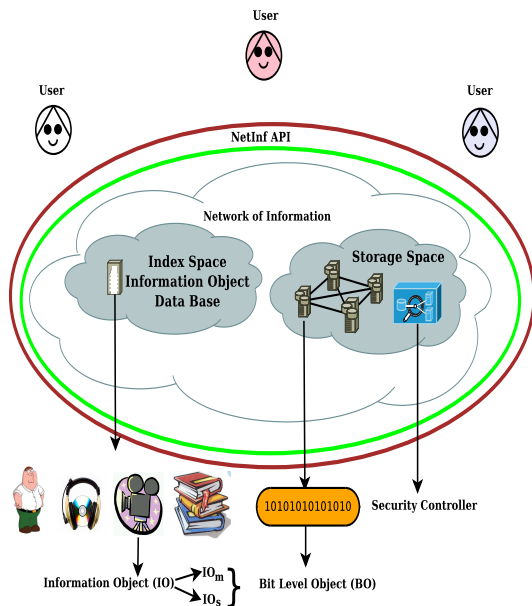 User
User
User
NetInf API
Network of Information
Index Space
Information Object
Data Base
Storage Space
10101010101010
Security Controller
Information Object (IO)
IOm
IOs
Bit Level Object (BO)